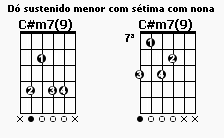 Dó sustenido menor com sétima com nona
C#m7(9) C#m7(9)
7ª
1 1
2
2 3 4 3 4
X O X O